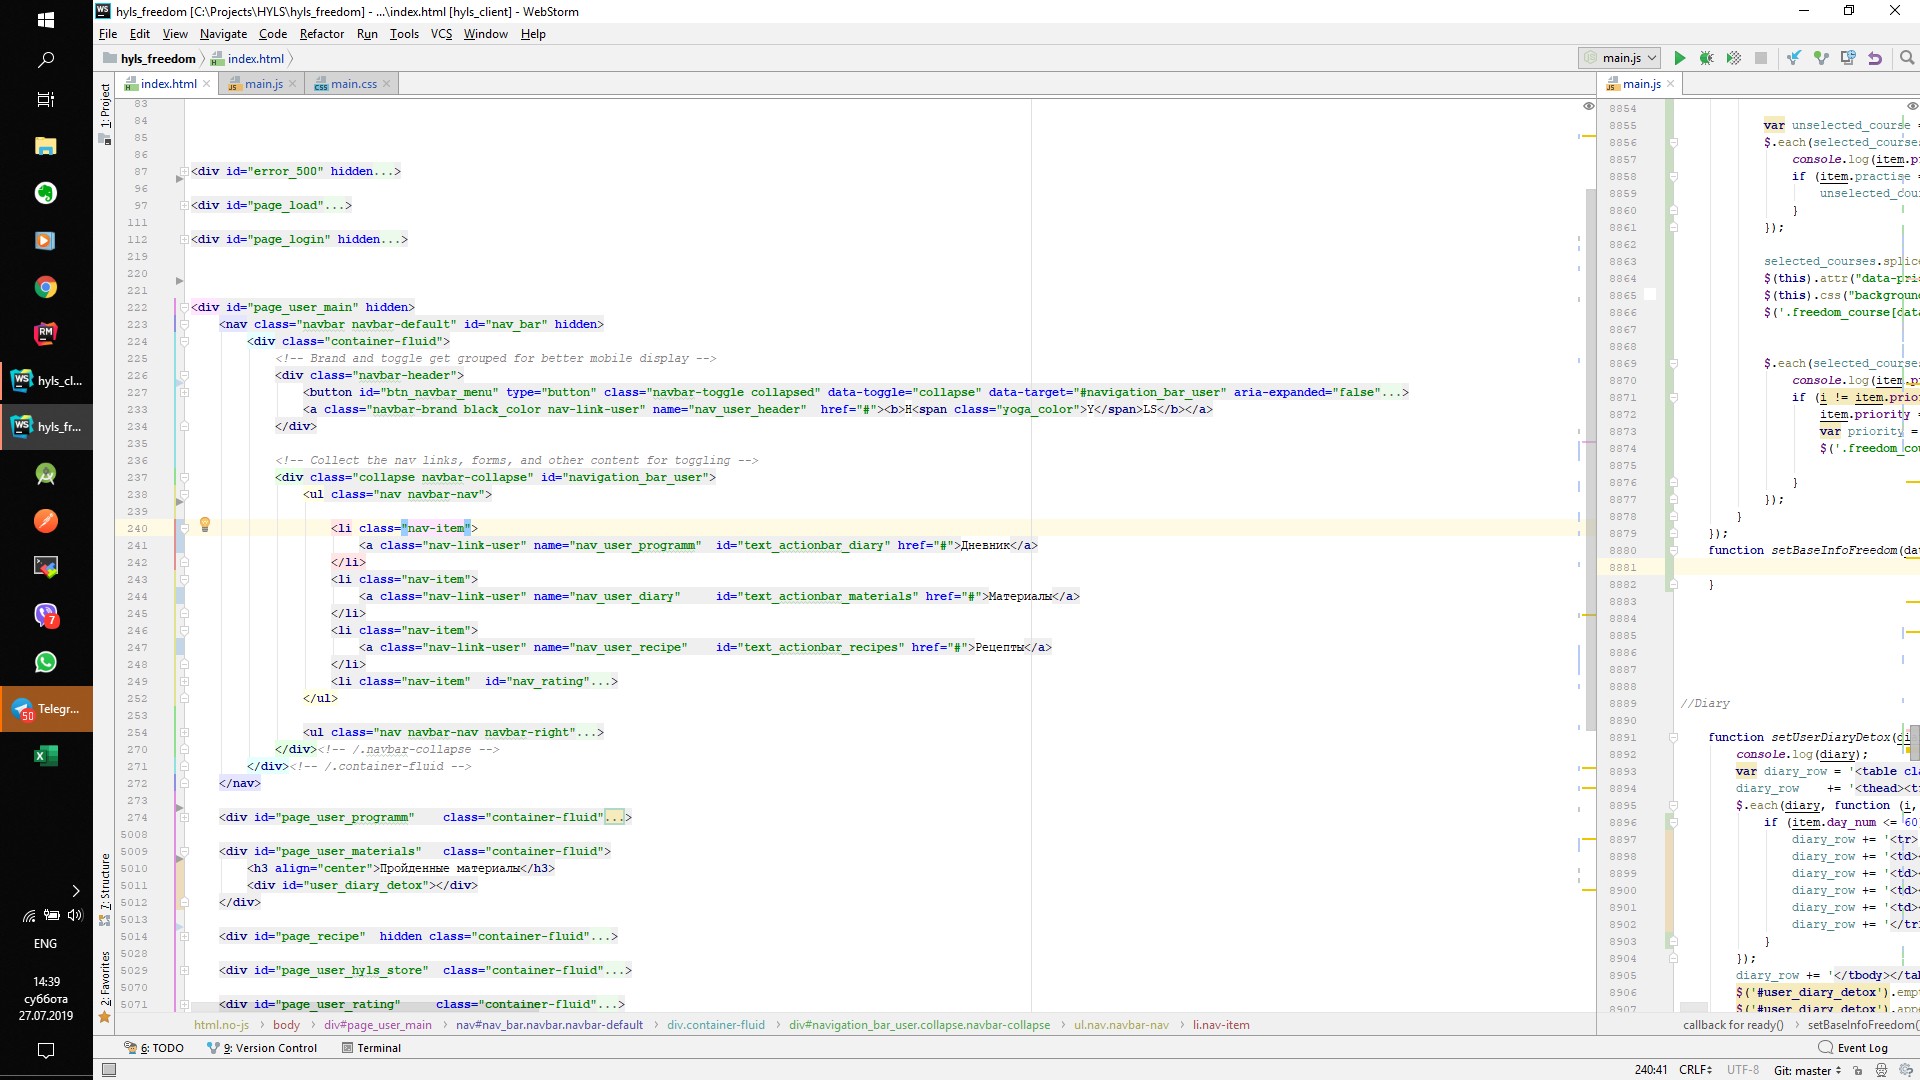 hyls_freedom [C:\Projects\HYLS\hyls_freedom] - ...\index.html [hyls_client] - WebStorm
File Edit View Navigate Code Refactor Run Tools VCS Window Help
hyls_freedom index.html main.js
1: Project
index.html main.js main.css
83
84
85
86
87 <div id="error_500" hidden...>
96
97 <div id="page_load"...>
111
112 <div id="page_login" hidden...>
219
220
221
222 <div id="page_user_main" hidden>
223 <nav class="navbar navbar-default" id="nav_bar" hidden>
224 <div class="container-fluid">
225 <!-- Brand and toggle get grouped for better mobile display -->
226 <div class="navbar-header">
227 <button id="btn_navbar_menu" type="button" class="navbar-toggle collapsed" data-toggle="collapse" data-target="#navigation_bar_user" aria-expanded="false"...>
233 <a class="navbar-brand black_color nav-link-user" name="nav_user_header"  href="#"><b>H<span class="yoga_color">Y</span>LS</b></a>
234 </div>
235
236 <!-- Collect the nav links, forms, and other content for toggling -->
237 <div class="collapse navbar-collapse" id="navigation_bar_user">
238 <ul class="nav navbar-nav">
239
240 <li class="nav-item">
241 <a class="nav-link-user" name="nav_user_programm"  id="text_actionbar_diary" href="#">Дневник</a>
242 </li>
243 <li class="nav-item">
244 <a class="nav-link-user" name="nav_user_diary"     id="text_actionbar_materials" href="#">Материалы</a>
245 </li>
246 <li class="nav-item">
247 <a class="nav-link-user" name="nav_user_recipe"    id="text_actionbar_recipes" href="#">Рецепты</a>
248 </li>
249 <li class="nav-item"  id="nav_rating"...>
252 </ul>
253
254 <ul class="nav navbar-nav navbar-right"...>
270 </div><!-- /.navbar-collapse -->
271 </div><!-- /.container-fluid -->
272 </nav>
273
274 <div id="page_user_programm"    class="container-fluid"...>
5008
5009 <div id="page_user_materials"   class="container-fluid">
5010 <h3 align="center">Пройденные материалы</h3>
5011 <div id="user_diary_detox"></div>
5012 </div>
5013
5014 <div id="page_recipe"  hidden class="container-fluid"...>
5028
5029 <div id="page_user_hyls_store"  class="container-fluid"...>
5070
5071 <div id="page_user_rating"     class="container-fluid"...>
html.no-js body div#page_user_main nav#nav_bar.navbar.navbar-default div.container-fluid div#navigation_bar_user.collapse.navbar-collapse ul.nav.navbar-nav li.nav-item
main.js
8854
8855 var unselected_course =
8856 $.each(selected_courses
8857 console.log(item.p
8858 if (item.practise =
8859 unselected_cou
8860 }
8861 });
8862
8863 selected_courses.splice
8864 $(this).attr("data-pri
8865 $(this).css("background
8866 $('.freedom_course[data
8867
8868
8869 $.each(selected_courses
8870 console.log(item.p
8871 if (i != item.prior
8872 item.priority =
8873 var priority =
8874 $('.freedom_cou
8875
8876 }
8877 });
8878 }
8879 });
8880 function setBaseInfoFreedom(da
8881
8882 }
8883
8884
8885
8886
8887
8888
8889 //Diary
8890
8891 function setUserDiaryDetox(di
8892 console.log(diary);
8893 var diary_row = '<table cla
8894 diary_row    += '<thead><t
8895 $.each(diary, function (i,
8896 if (item.day_num <= 60
8897 diary_row += '<tr>
8898 diary_row += '<td>
8899 diary_row += '<td>
8900 diary_row += '<td>
8901 diary_row += '<td>
8902 diary_row += '</tr
8903 }
8904 });
8905 diary_row += '</tbody></tal
8906 $('#user_diary_detox').empt
8907 $('#user_diary_detox').appe
callback for ready() setBaseInfoFreedom(
7: Structure
2: Favorites
6: TODO 9: Version Control Terminal Event Log
240:41 CRLF UTF-8 Git: master
RM
WS hyls_cl...
WS hyls_fr...
7
50 Telegr...
ENG
14:39
суббота
27.07.2019